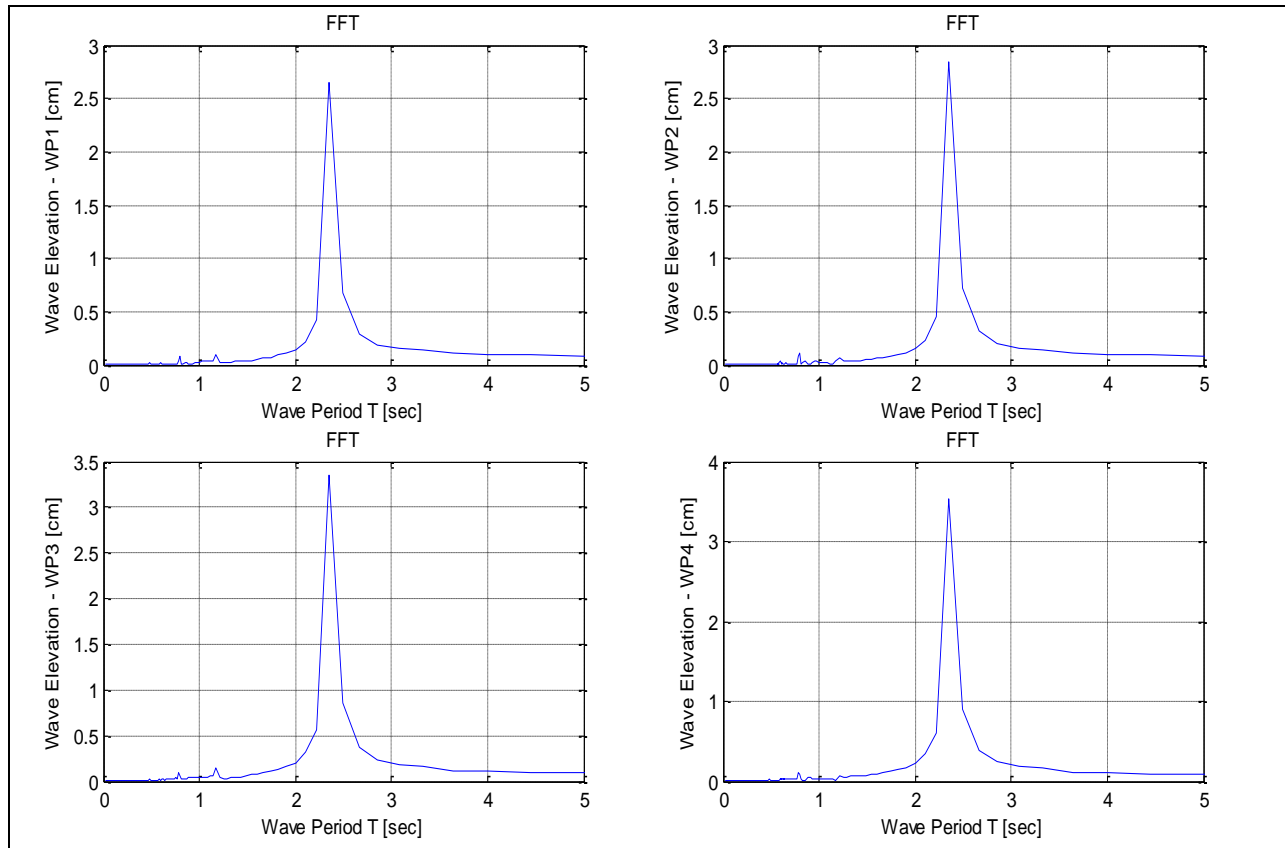 FFT
3
2.5
2
1.5
1
0.5
0
Wave Elevation - WP1 [cm]
0 1 2 3 4 5
Wave Period T [sec]
FFT
3
2.5
2
1.5
1
0.5
0
Wave Elevation - WP2 [cm]
0 1 2 3 4 5
Wave Period T [sec]
FFT
3.5
3
2.5
2
1.5
1
0.5
0
Wave Elevation - WP3 [cm]
0 1 2 3 4 5
Wave Period T [sec]
FFT
4
3
2
1
0
Wave Elevation - WP4 [cm]
0 1 2 3 4 5
Wave Period T [sec]